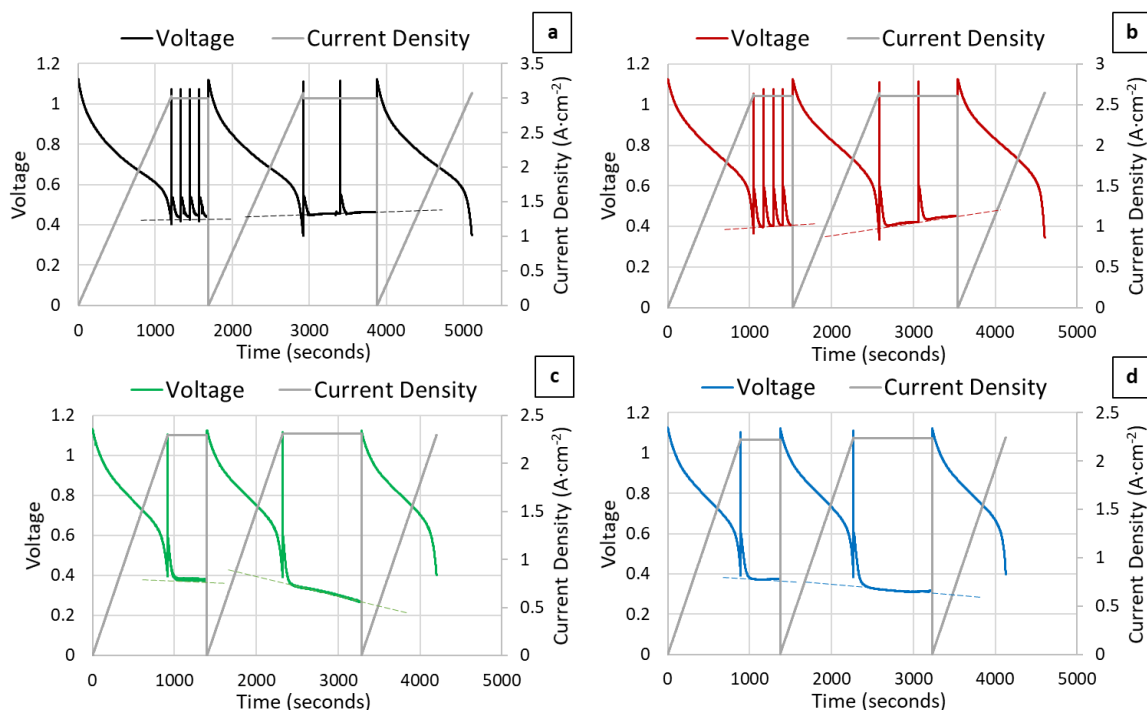 Voltage Current Density a
1.2 3.5
1 3
0.8 2.5
0.6 2
0.4 1.5
0.2 1
0 0.5
0
Voltage
Current Density (A·cm⁻²)
0 1000 2000 3000 4000 5000
Time (seconds)
Voltage Current Density b
1.2 3
1 2.5
0.8 2
0.6 1.5
0.4 1
0.2 0.5
0 0
Voltage
Current Density (A·cm⁻²)
0 1000 2000 3000 4000 5000
Time (seconds)
Voltage Current Density c
1.2 2.5
1 2
0.8 1.5
0.6 1
0.4 0.5
0.2 0
0
Voltage
Current Density (A·cm⁻²)
0 1000 2000 3000 4000 5000
Time (seconds)
Voltage Current Density d
1.2 2.5
1 2
0.8 1.5
0.6 1
0.4 0.5
0.2 0
0
Voltage
Current Density (A·cm⁻²)
0 1000 2000 3000 4000 5000
Time (seconds)